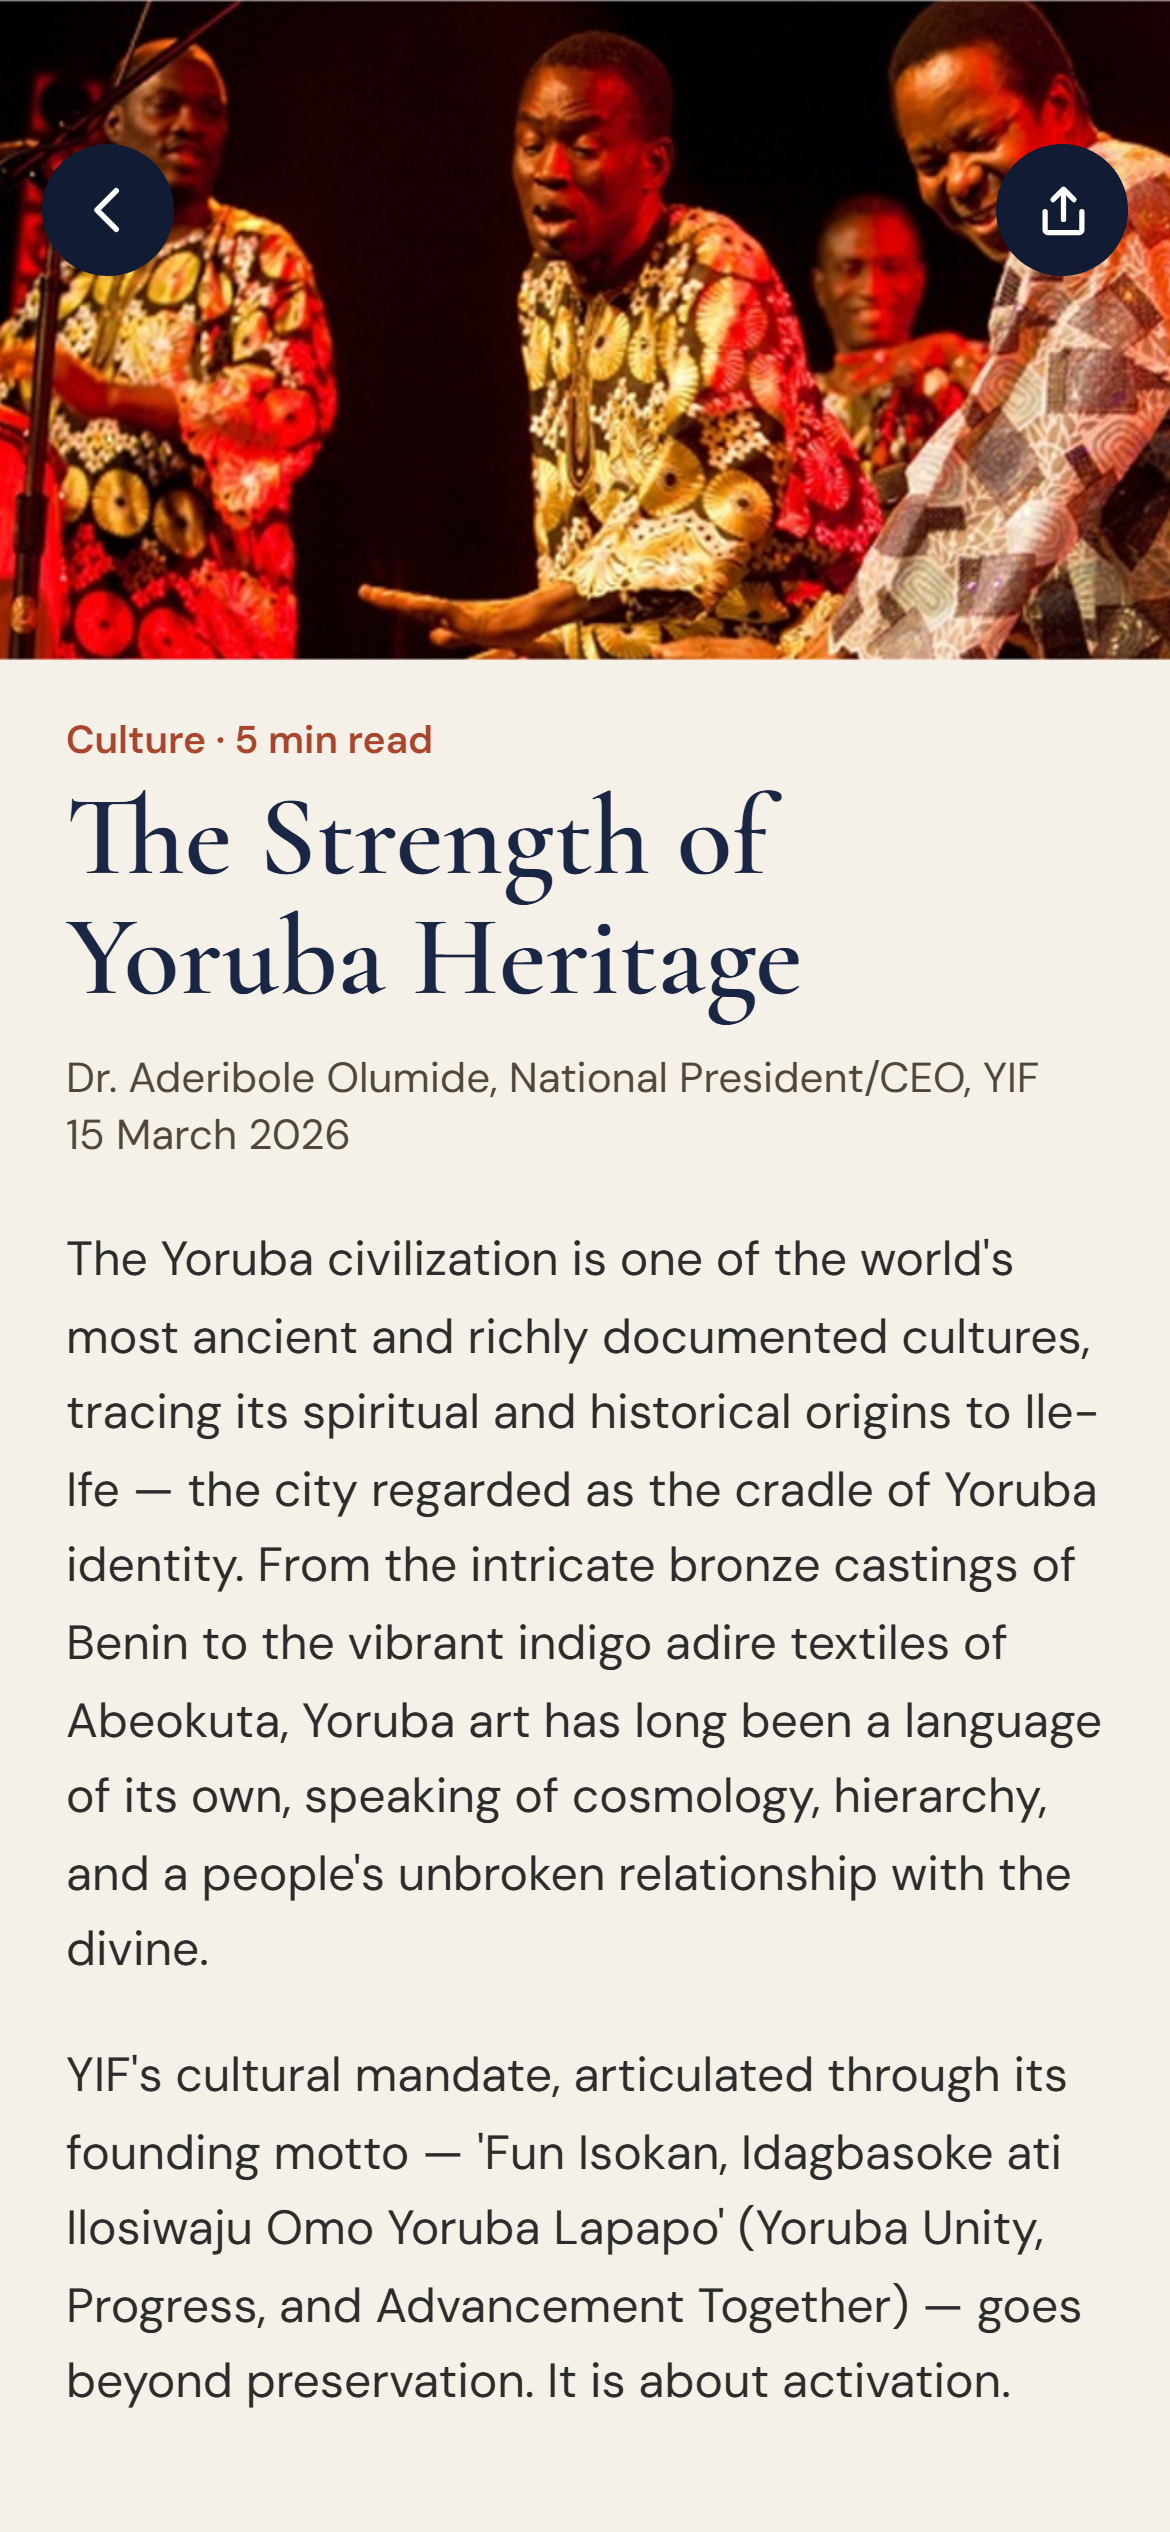 Culture · 5 min read
The Strength of
Yoruba Heritage
Dr. Aderibole Olumide, National President/CEO, YIF
15 March 2026
The Yoruba civilization is one of the world's
most ancient and richly documented cultures,
tracing its spiritual and historical origins to Ile-
Ife — the city regarded as the cradle of Yoruba
identity. From the intricate bronze castings of
Benin to the vibrant indigo adire textiles of
Abeokuta, Yoruba art has long been a language
of its own, speaking of cosmology, hierarchy,
and a people's unbroken relationship with the
divine.
YIF's cultural mandate, articulated through its
founding motto — 'Fun Isokan, Idagbasoke ati
Ilosiwaju Omo Yoruba Lapapo' (Yoruba Unity,
Progress, and Advancement Together) — goes
beyond preservation. It is about activation.